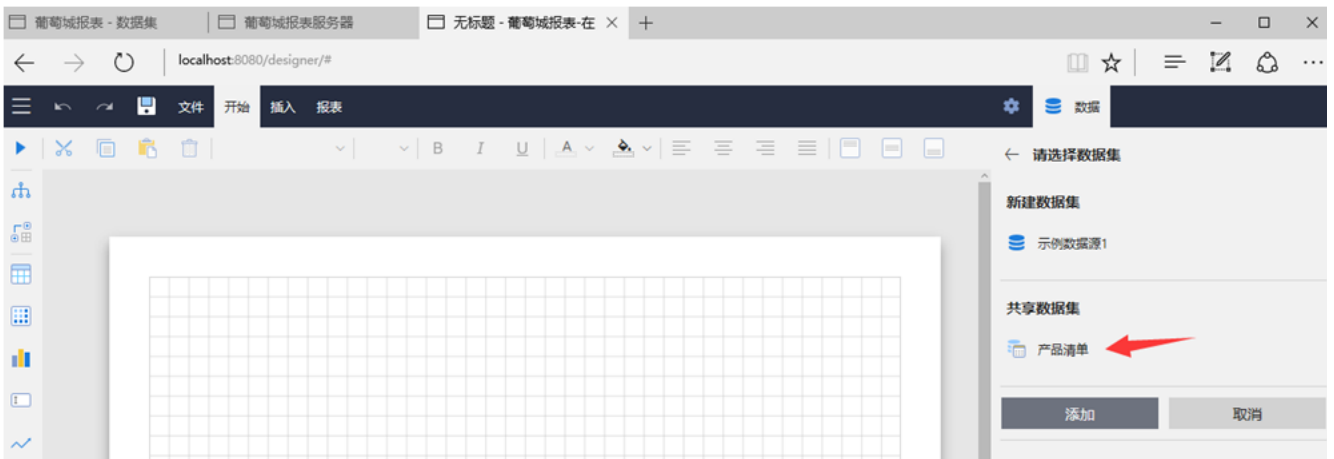 葡萄城报表 - 数据集
葡萄城报表服务器
无标题 - 葡萄城报表-在
localhost:8080/designer/#
文件 开始 插入 报表
数据
B I U A
请选择数据集
新建数据集
示例数据源1
共享数据集
产品清单
添加 取消